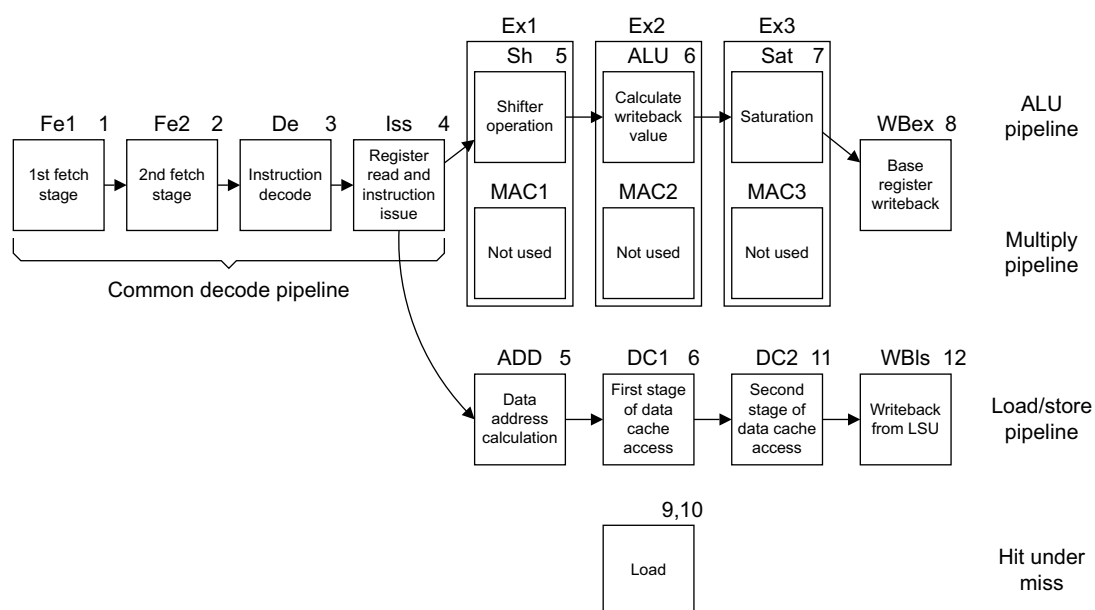 Ex1 Ex2 Ex3
Sh 5 ALU 6 Sat 7
Shifter
operation
Calculate
writeback
value
Saturation
ALU
pipeline
Fe1 1 Fe2 2 De 3 Iss 4
1st fetch
stage
2nd fetch
stage
Instruction
decode
Register
read and
instruction
issue
WBex 8
Base
register
writeback
MAC1 MAC2 MAC3
Not used Not used Not used
Multiply
pipeline
Common decode pipeline
ADD 5 DC1 6 DC2 11 WBls 12
Data
address
calculation
First stage
of data
cache
access
Second
stage of
data cache
access
Writeback
from LSU
Load/store
pipeline
9,10
Load
Hit under
miss